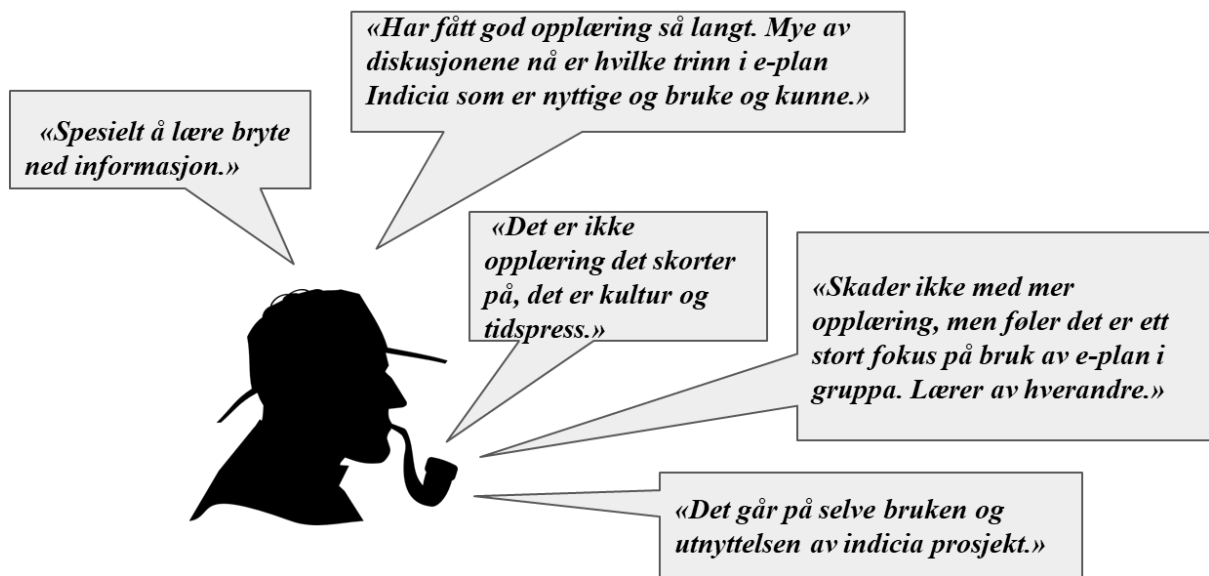 «Har fått god opplæring så langt. Mye av
diskusjonene nå er hvilke trinn i e-plan
Indicia som er nyttige og bruke og kunne.»
«Spesielt å lære bryte
ned informasjon.»
«Det er ikke
opplæring det skorter
på, det er kultur og
tidspress.»
«Skader ikke med mer
opplæring, men føler det er ett
stort fokus på bruk av e-plan i
gruppa. Lærer av hverandre.»
«Det går på selve bruken og
utnyttelsen av indicia prosjekt.»